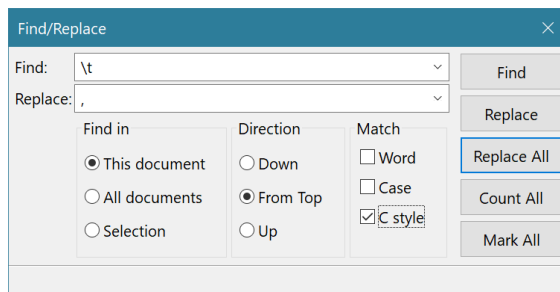 Find/Replace
Find: \t
Replace: ,
Find in
This document
All documents
Selection
Direction
Down
From Top
Up
Match
Word
Case
C style
Find
Replace
Replace All
Count All
Mark All